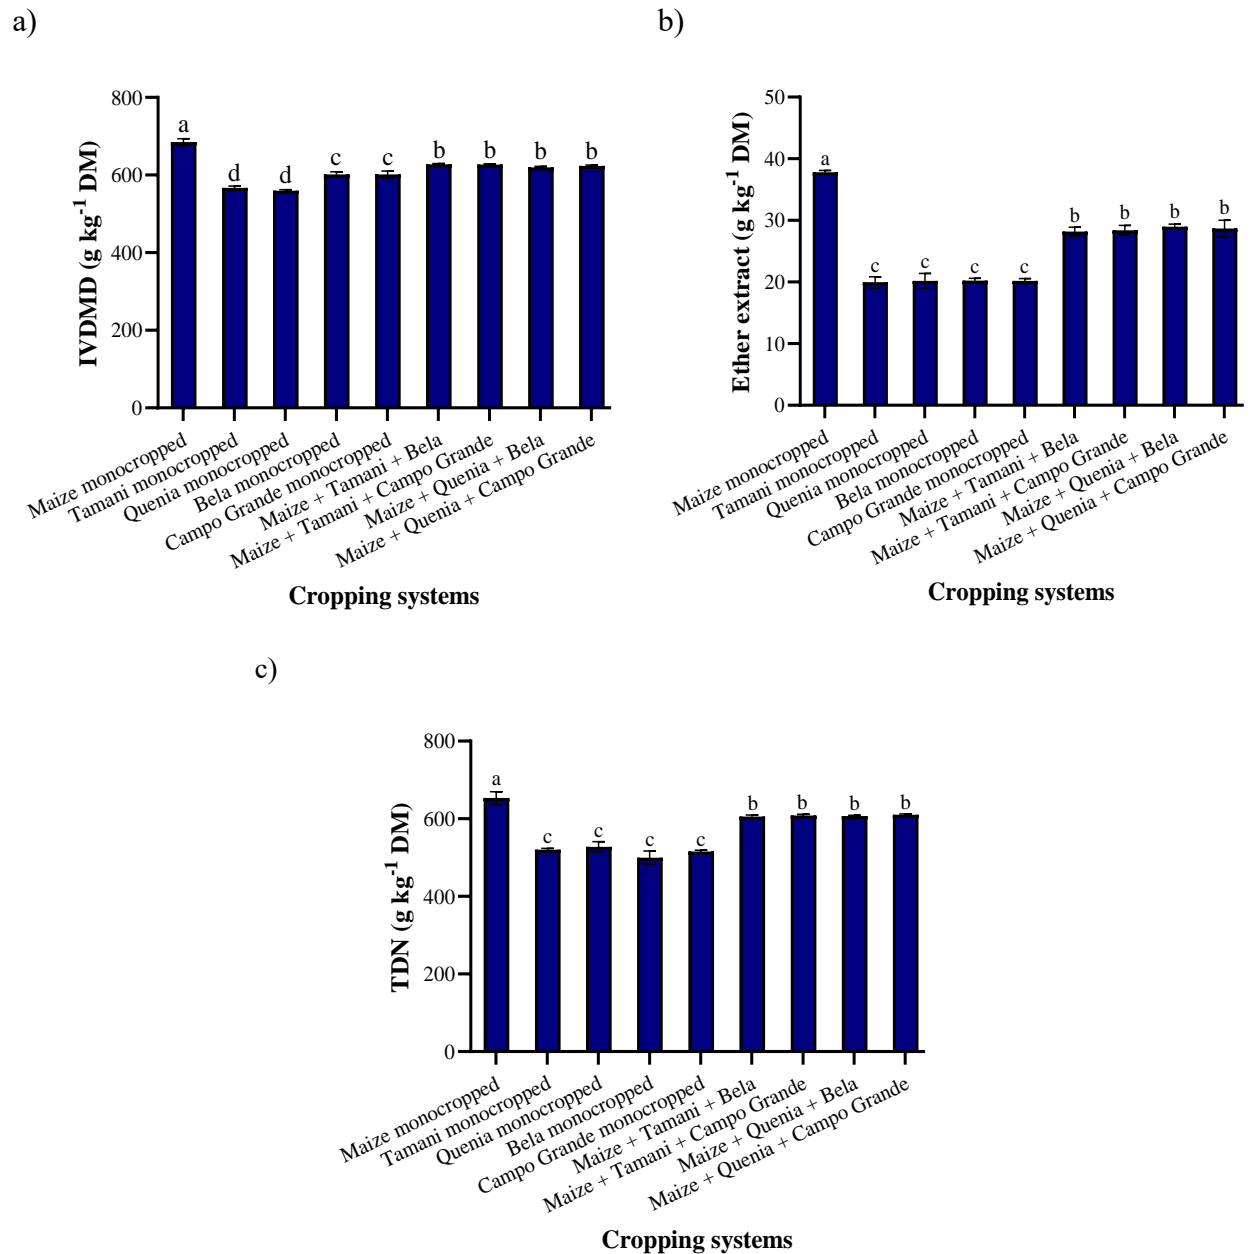 a)
IVDMD (g kg⁻¹ DM)
800
600
400
200
0
a
d
d
c
c
b
b
b
b
Maize monocropped
Tamani monocropped
Quenia monocropped
Bela monocropped
Campo Grande monocropped
Maize + Tamani + Bela
Maize + Tamani + Campo Grande
Maize + Quenia + Bela
Maize + Quenia + Campo Grande
Cropping systems
b)
Ether extract (g kg⁻¹ DM)
50
40
30
20
10
0
a
c
c
c
c
b
b
b
b
Maize monocropped
Tamani monocropped
Quenia monocropped
Bela monocropped
Campo Grande monocropped
Maize + Tamani + Bela
Maize + Tamani + Campo Grande
Maize + Quenia + Bela
Maize + Quenia + Campo Grande
Cropping systems
c)
TDN (g kg⁻¹ DM)
800
600
400
200
0
a
c
c
c
c
b
b
b
b
Maize monocropped
Tamani monocropped
Quenia monocropped
Bela monocropped
Campo Grande monocropped
Maize + Tamani + Bela
Maize + Tamani + Campo Grande
Maize + Quenia + Bela
Maize + Quenia + Campo Grande
Cropping systems